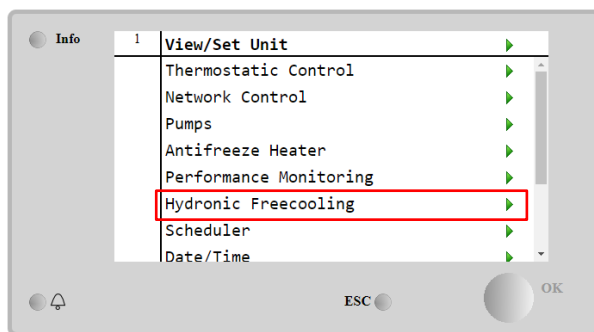 Info
1 View/Set Unit
Thermostatic Control
Network Control
Pumps
Antifreeze Heater
Performance Monitoring
Hydronic Freecooling
Scheduler
Date/Time
ESC
OK